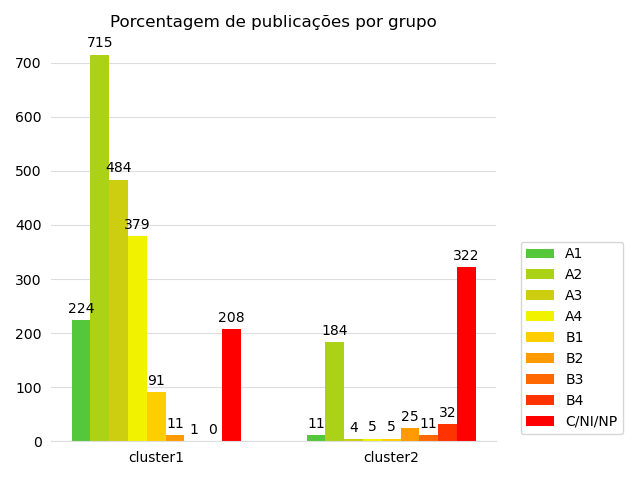 Porcentagem de publicações por grupo
700
600
500
400
300
200
100
0
224
715
484
379
91
11
1
0
208
11
184
4
5
5
25
11
32
322
cluster1
cluster2
A1
A2
A3
A4
B1
B2
B3
B4
C/NI/NP